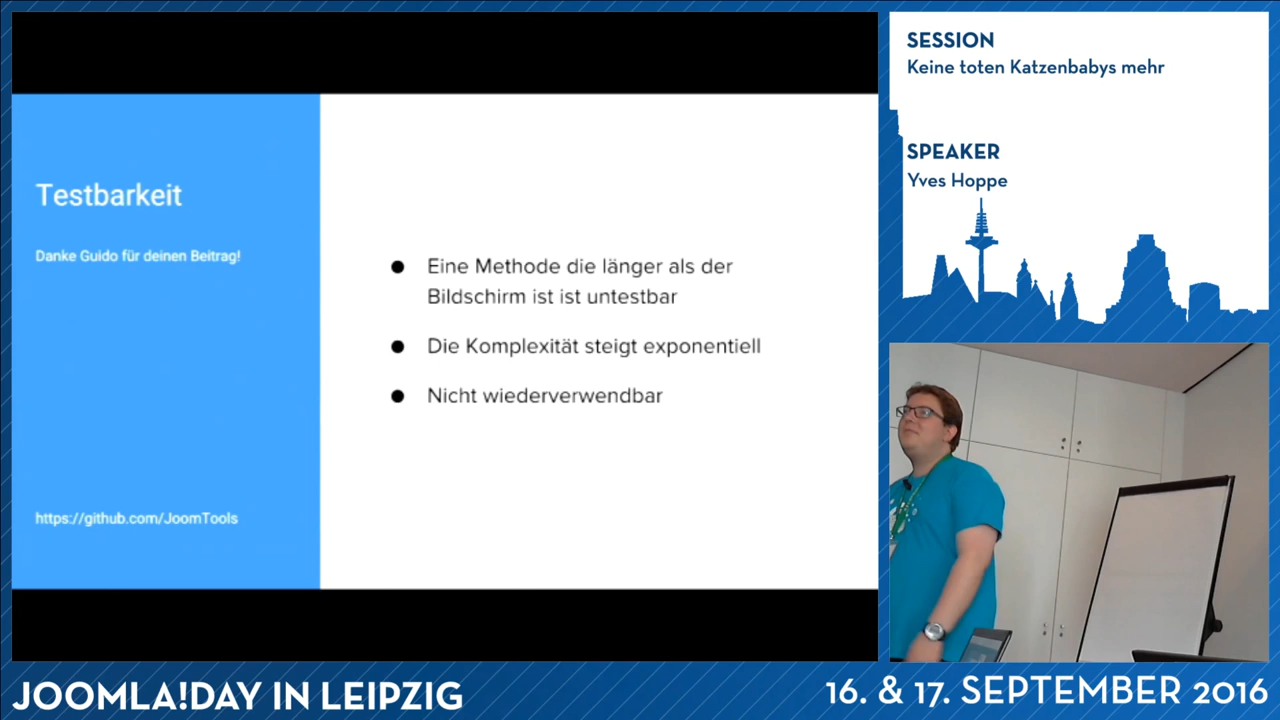 SESSION
Keine toten Katzenbabys mehr
SPEAKER
Yves Hoppe
Testbarkeit
Danke Guido für deinen Beitrag!
https://github.com/JoomTools
● Eine Methode die länger als der
Bildschirm ist ist untestbar
● Die Komplexität steigt exponentiell
● Nicht wiederverwendbar
JOOMLA!DAY IN LEIPZIG
16. & 17. SEPTEMBER 2016